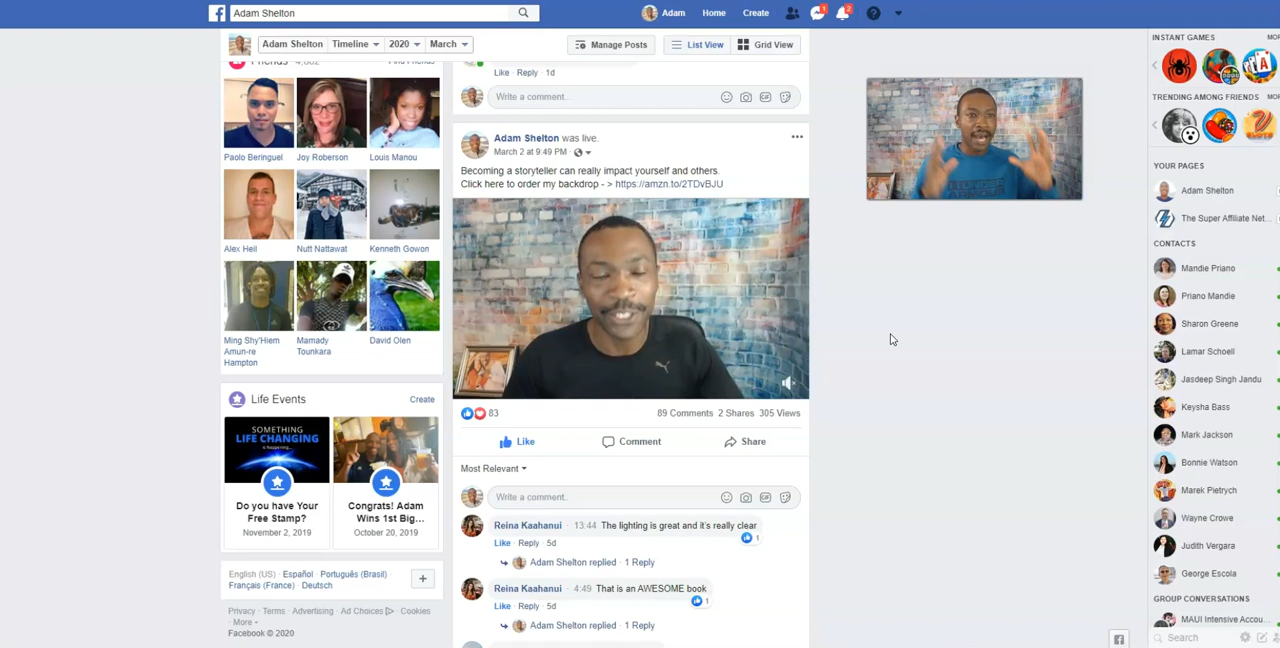 Adam Shelton
Adam Home Create 1 2
Adam Shelton Timeline 2020 March Manage Posts List View Grid View
Friends
Paolo Beringuel Joy Roberson Louis Manou
Alex Heil Nutt Nattawat Kenneth Gowon
Ming Shy'Hiem
Amun-re
Hampton
Mamady
Tounkara
David Olen
Life Events Create
SOMETHING
LIFE CHANGING
Do you have Your
Free Stamp?
November 2, 2019
Congrats! Adam
Wins 1st Big...
October 20, 2019
English (US) · Español · Português (Brasil) ·
Français (France) · Deutsch
Privacy · Terms · Advertising · Ad Choices · Cookies ·
More
Facebook © 2020
Like · Reply · 1d
Write a comment...
Adam Shelton was live.
March 2 at 9:49 PM ·
Becoming a storyteller can really impact yourself and others.
Click here to order my backdrop - > https://amzn.to/2TDvBJU
83 89 Comments 2 Shares 305 Views
Like Comment Share
Most Relevant
Write a comment...
Reina Kaahanui · 13:44 The lighting is great and it's really clear
1
Like · Reply · 5d
Adam Shelton replied · 1 Reply
Reina Kaahanui · 4:49 That is an AWESOME book
1
Like · Reply · 5d
Adam Shelton replied · 1 Reply
INSTANT GAMES
TRENDING AMONG FRIENDS
YOUR PAGES
Adam Shelton
The Super Affiliate Net...
CONTACTS
Mandie Priano
Priano Mandie
Sharon Greene
Lamar Schoell
Jasdeep Singh Jandu
Keysha Bass
Mark Jackson
Bonnie Watson
Marek Pietrych
Wayne Crowe
Judith Vergara
George Escola
GROUP CONVERSATIONS
MAUI Intensive Accou...
Search